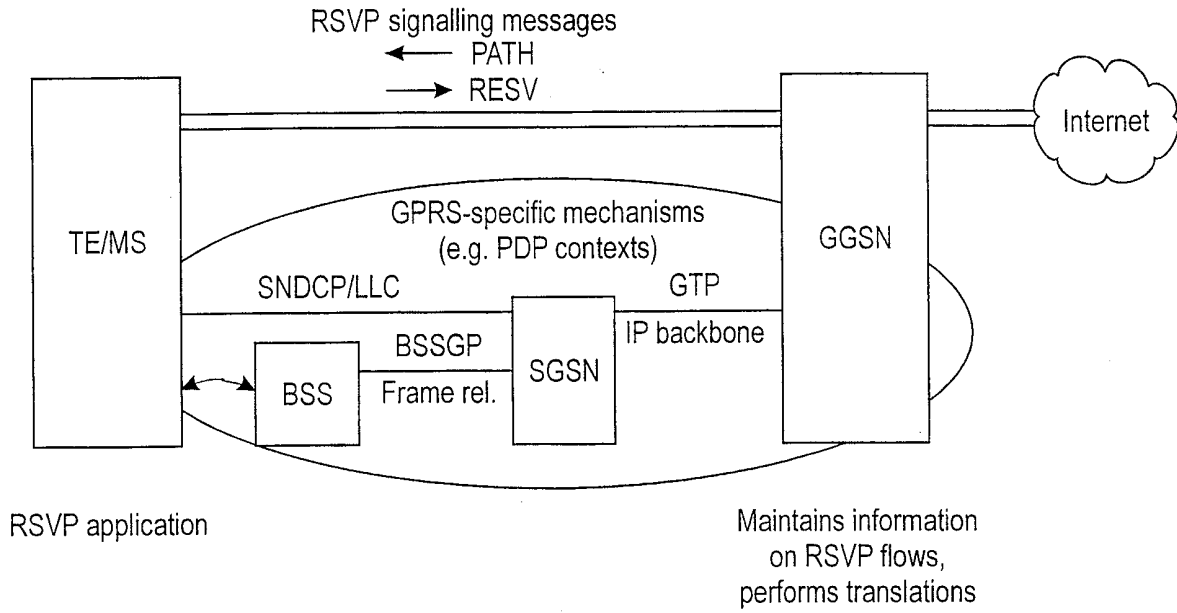 RSVP signalling messages
PATH
RESV
Internet
TE/MS
GPRS-specific mechanisms
(e.g. PDP contexts)
GGSN
SNDCP/LLC
GTP
IP backbone
BSSGP
SGSN
BSS
Frame rel.
RSVP application
Maintains information
on RSVP flows,
performs translations